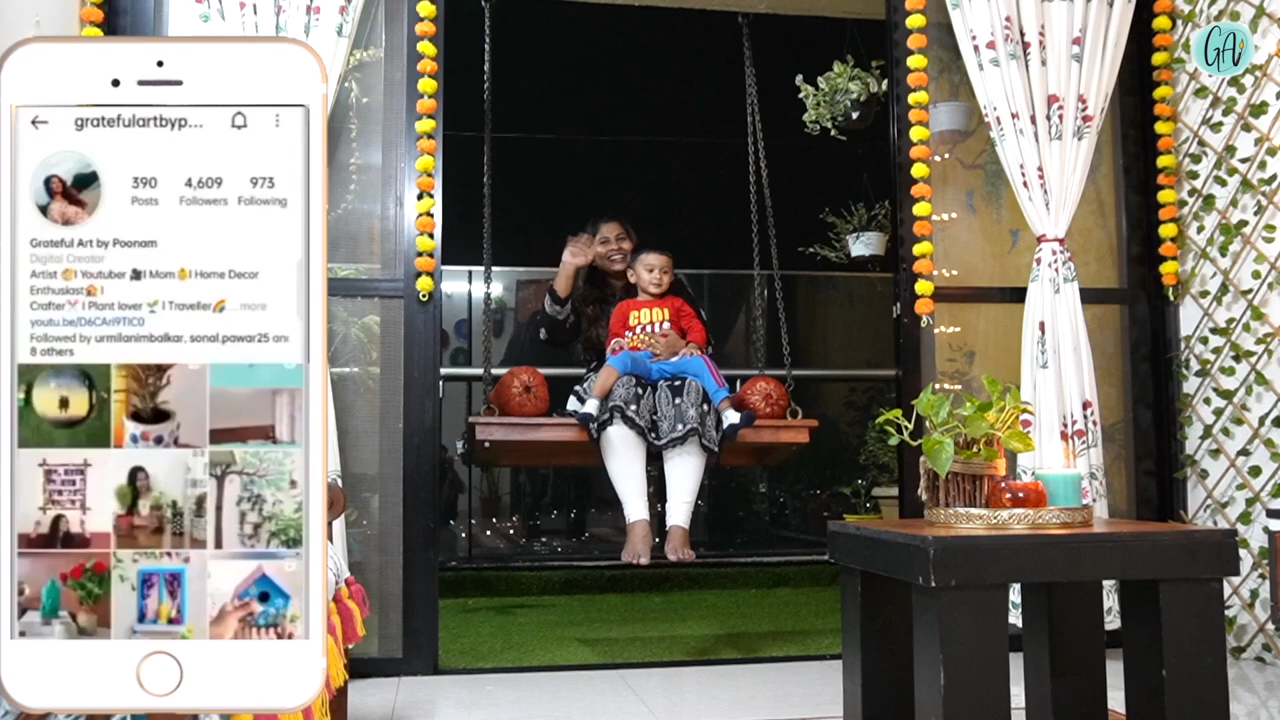 GA
gratefulartbyp...
390 4,609 973
Posts Followers Following
Grateful Art by Poonam
Digital Creator
Artist 🎨I Youtuber 🎥I Mom 👶I Home Decor
Enthusiast🏠 I
Crafter✂️ I Plant lover 🌱 I Traveller🌈... more
youtu.be/D6CAri9TIC0
Followed by urmilanimbalkar, sonal.pawar25 and
8 others
COOL